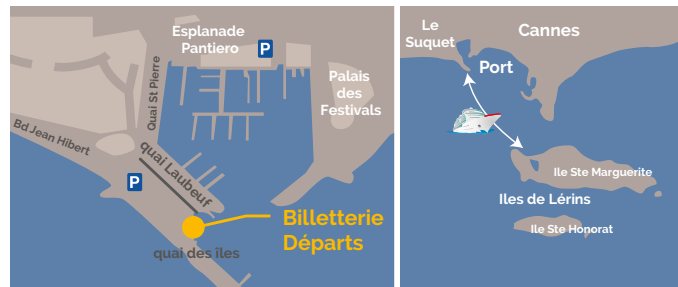 Esplanade
Pantiero
P
Palais
des
Festivals
Quai St Pierre
Bd Jean Hibert
quai Laubeuf
P
Billetterie
Départs
quai des îles
Le
Suquet
Cannes
Port
Ile Ste Marguerite
Iles de Lérins
Ile Ste Honorat